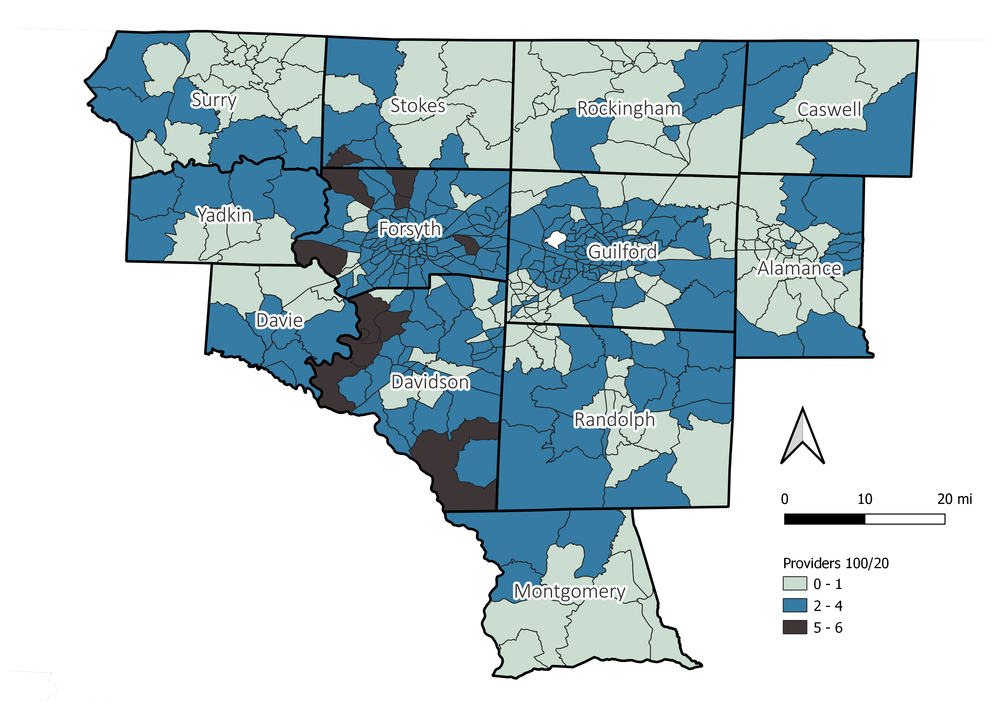 Surry
Stokes
Rockingham
Caswell
Yadkin
Forsyth
Guilford
Alamance
Davie
Davidson
Randolph
0 10 20 mi
Providers 100/20
0 - 1
2 - 4
5 - 6
Montgomery